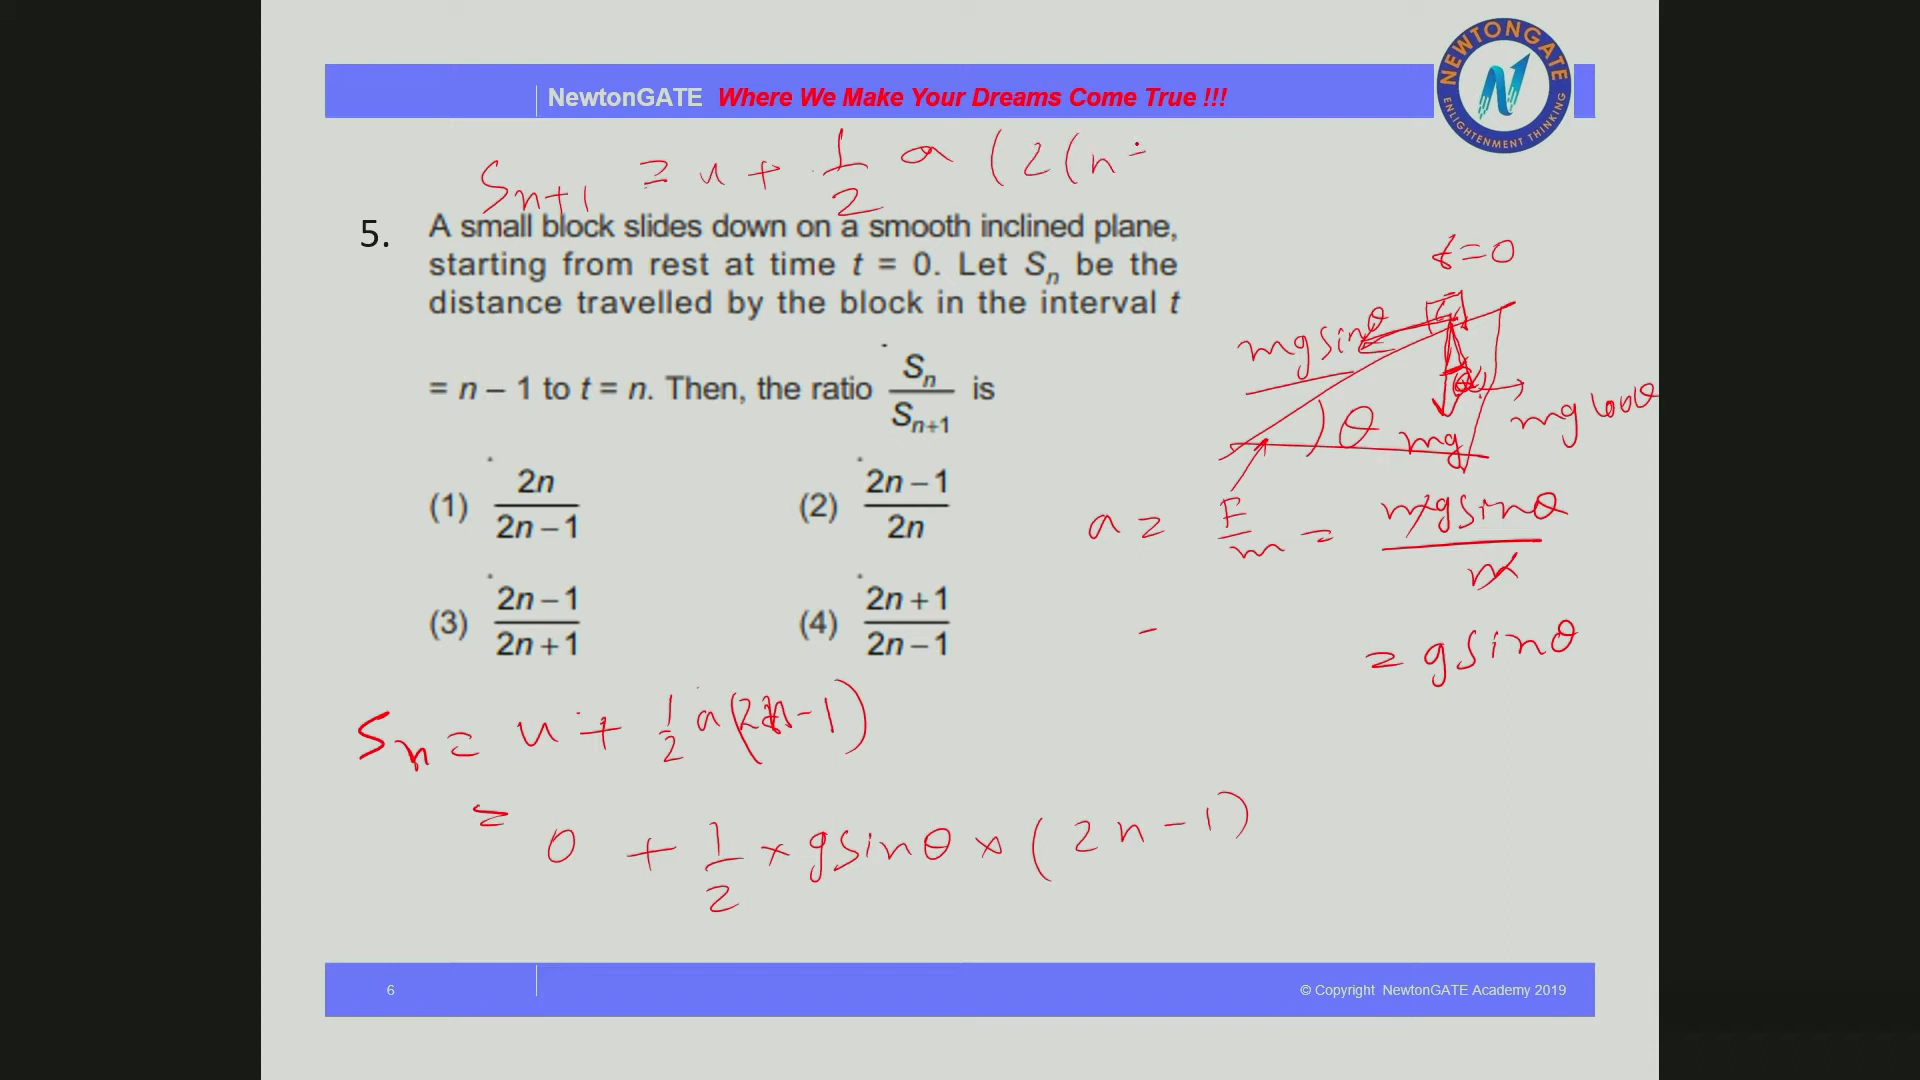 NewtonGATE Where We Make Your Dreams Come True !!!
NEWTONGATE
ENLIGHTENMENT THINKING
Sn+1 = u + 1/2 a (2(n +
5. A small block slides down on a smooth inclined plane,
starting from rest at time t = 0. Let Sn be the
distance travelled by the block in the interval t
= n – 1 to t = n. Then, the ratio Sn/Sn+1 is
(1) 2n/2n – 1 (2) 2n – 1/2n
(3) 2n – 1/2n + 1 (4) 2n + 1/2n – 1
t=0
mg sinθ
θ
mg
mg cosθ
a = F/m = mg sinθ/m
= g sinθ
Sn = u + 1/2 a(2n-1)
= 0 + 1/2 × g sinθ × (2n-1)
6
© Copyright NewtonGATE Academy 2019